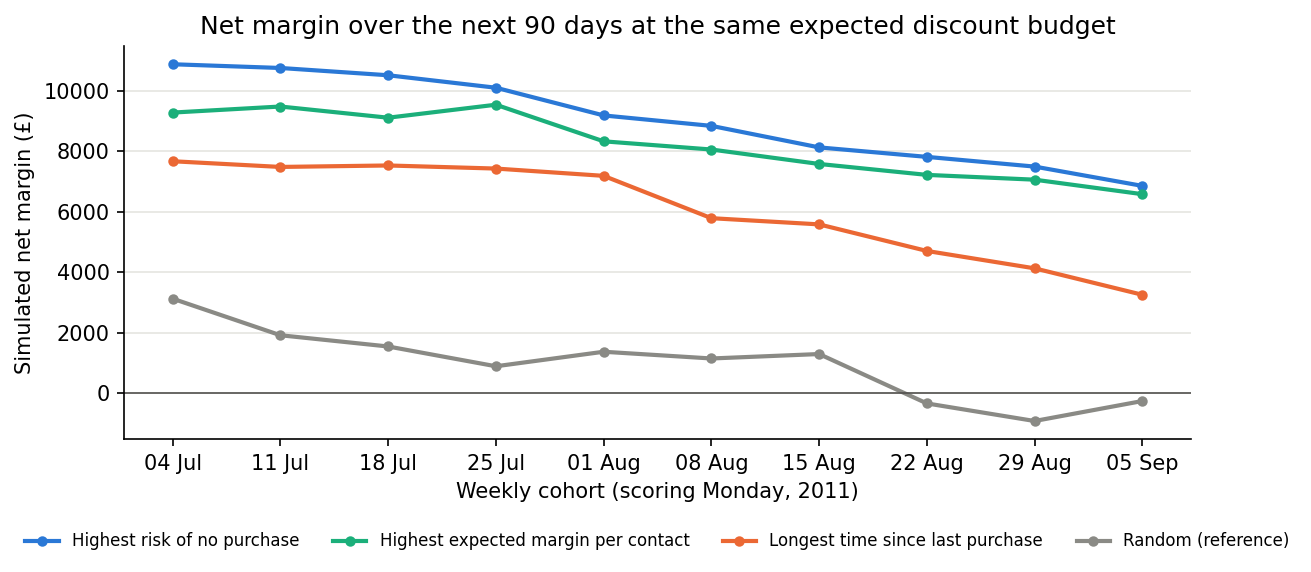 Net margin over the next 90 days at the same expected discount budget
Simulated net margin (£)
10000
8000
6000
4000
2000
0
04 Jul 11 Jul 18 Jul 25 Jul 01 Aug 08 Aug 15 Aug 22 Aug 29 Aug 05 Sep
Weekly cohort (scoring Monday, 2011)
Highest risk of no purchase Highest expected margin per contact Longest time since last purchase Random (reference)